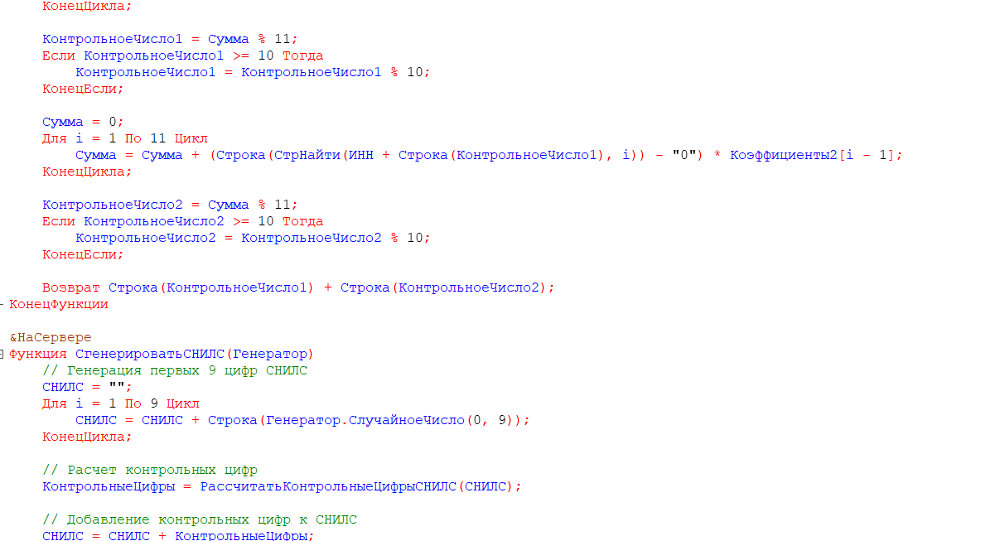 КонецЦикла;
КонтрольноеЧисло1 = Сумма % 11;
Если КонтрольноеЧисло1 >= 10 Тогда
КонтрольноеЧисло1 = КонтрольноеЧисло1 % 10;
КонецЕсли;
Сумма = 0;
Для i = 1 По 11 Цикл
Сумма = Сумма + (Строка(СтрНайти(ИНН + Строка(КонтрольноеЧисло1), i)) - "0") * Коэффициенты2[i - 1];
КонецЦикла;
КонтрольноеЧисло2 = Сумма % 11;
Если КонтрольноеЧисло2 >= 10 Тогда
КонтрольноеЧисло2 = КонтрольноеЧисло2 % 10;
КонецЕсли;
Возврат Строка(КонтрольноеЧисло1) + Строка(КонтрольноеЧисло2);
КонецФункции
&НаСервере
Функция СгенерироватьСНИЛС(Генератор)
// Генерация первых 9 цифр СНИЛС
СНИЛС = "";
Для i = 1 По 9 Цикл
СНИЛС = СНИЛС + Строка(Генератор.СлучайноеЧисло(0, 9));
КонецЦикла;
// Расчет контрольных цифр
КонтрольныеЦифры = РассчитатьКонтрольныеЦифрыСНИЛС(СНИЛС);
// Добавление контрольных цифр к СНИЛС
СНИЛС = СНИЛС + КонтрольныеЦифры;